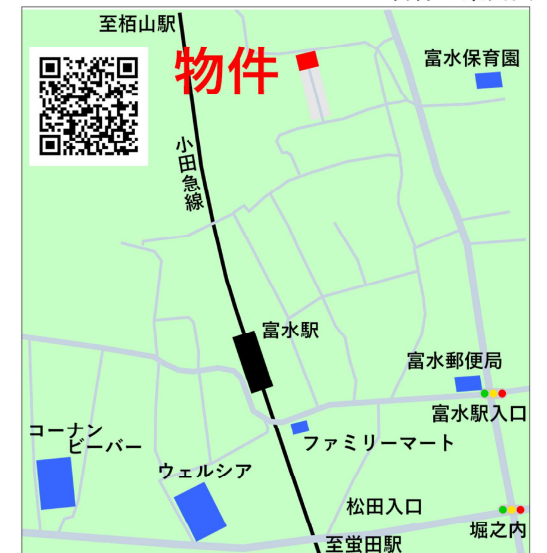 至栢山駅
物件
富水保育園
小田急線
富水駅
富水郵便局
富水駅入口
コーナン
ビーバー
ファミリーマート
ウェルシア
松田入口
堀之内
至蛍田駅